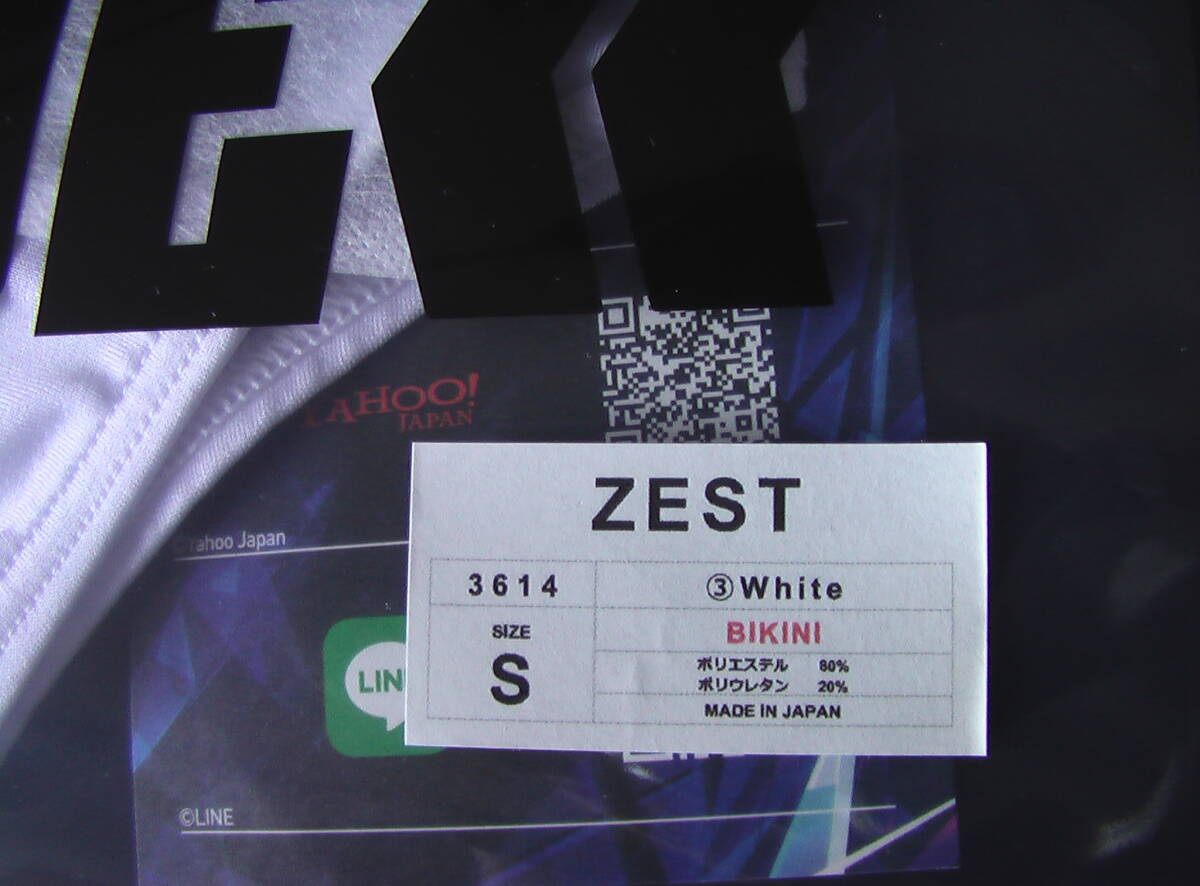 YAHOO!
JAPAN
©Yahoo Japan
ZEST
3614
③White
SIZE
S
BIKINI
ポリエステル 80%
ポリウレタン 20%
MADE IN JAPAN
LINE
©LINE